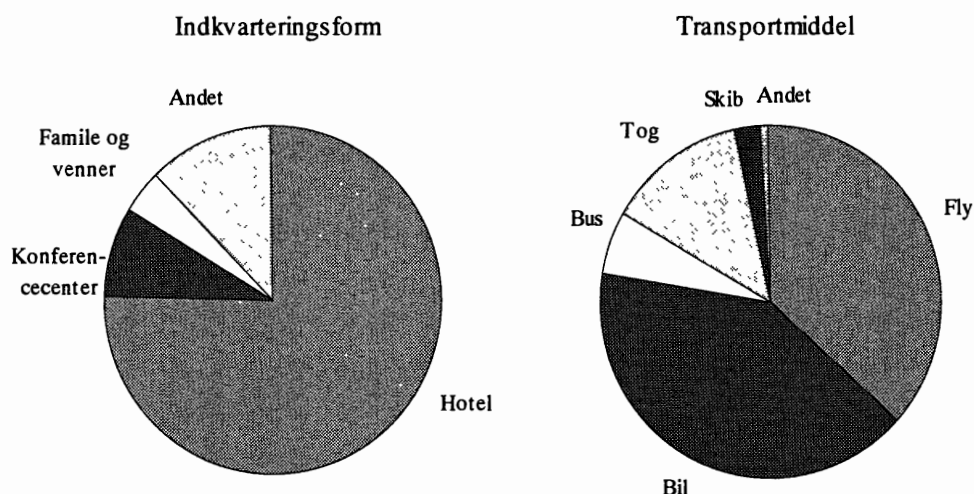 Indkvarteringsform
Andet
Famile og
venner
Konferen-
cecenter
Hotel
Transportmiddel
Skib
Andet
Tog
Bus
Fly
Bil